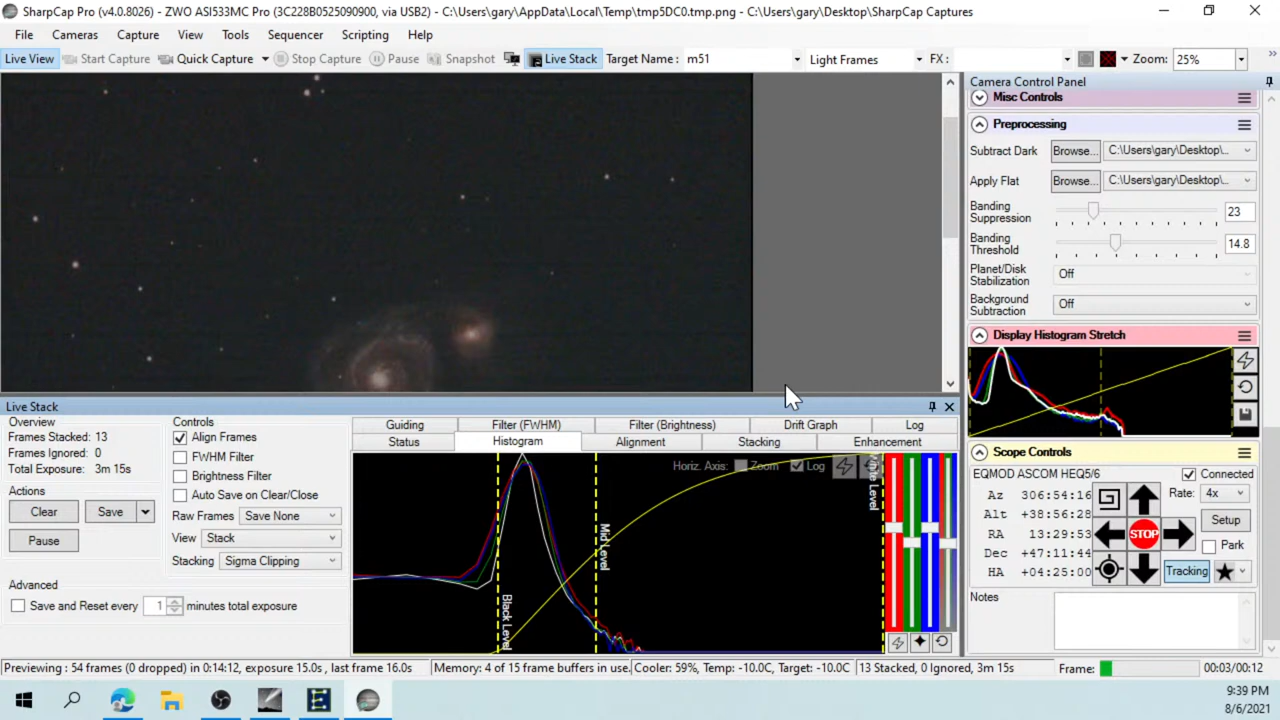 SharpCap Pro (v4.0.8026) - ZWO ASI533MC Pro (3C228B0525090900, via USB2) - C:\Users\gary\AppData\Local\Temp\tmp5DC0.tmp.png - C:\Users\gary\Desktop\SharpCap Captures
File Cameras Capture View Tools Sequencer Scripting Help
Live View Start Capture Quick Capture Stop Capture Pause Snapshot Live Stack Target Name : m51 Light Frames FX : Zoom: 25%
Camera Control Panel
Misc Controls
Preprocessing
Subtract Dark Browse... C:\Users\gary\Desktop\...
Apply Flat Browse... C:\Users\gary\Desktop\...
Banding Suppression 23
Banding Threshold 14.8
Planet/Disk Stabilization Off
Background Subtraction Off
Display Histogram Stretch
Live Stack
Overview
Frames Stacked: 13
Frames Ignored: 0
Total Exposure: 3m 15s
Actions
Clear Save
Pause
Controls
Align Frames
FWHM Filter
Brightness Filter
Auto Save on Clear/Close
Raw Frames Save None
View Stack
Stacking Sigma Clipping
Advanced
Save and Reset every 1 minutes total exposure
Guiding Filter (FWHM) Filter (Brightness) Drift Graph Log
Status Histogram Alignment Stacking Enhancement
Horiz. Axis: Zoom Log
Black Level
Mid Level
Scope Controls
EQMOD ASCOM HEQ5/6 Connected
Az 306:54:16 Rate: 4x
Alt +38:56:28
RA 13:29:53 STOP Setup
Dec +47:11:44 Park
HA +04:25:00 Tracking
Notes
Previewing : 54 frames (0 dropped) in 0:14:12, exposure 15.0s, last frame 16.0s Memory: 4 of 15 frame buffers in use. Cooler: 59%, Temp: -10.0C, Target: -10.0C 13 Stacked, 0 Ignored, 3m 15s Frame: 00:03/00:12
9:39 PM
8/6/2021